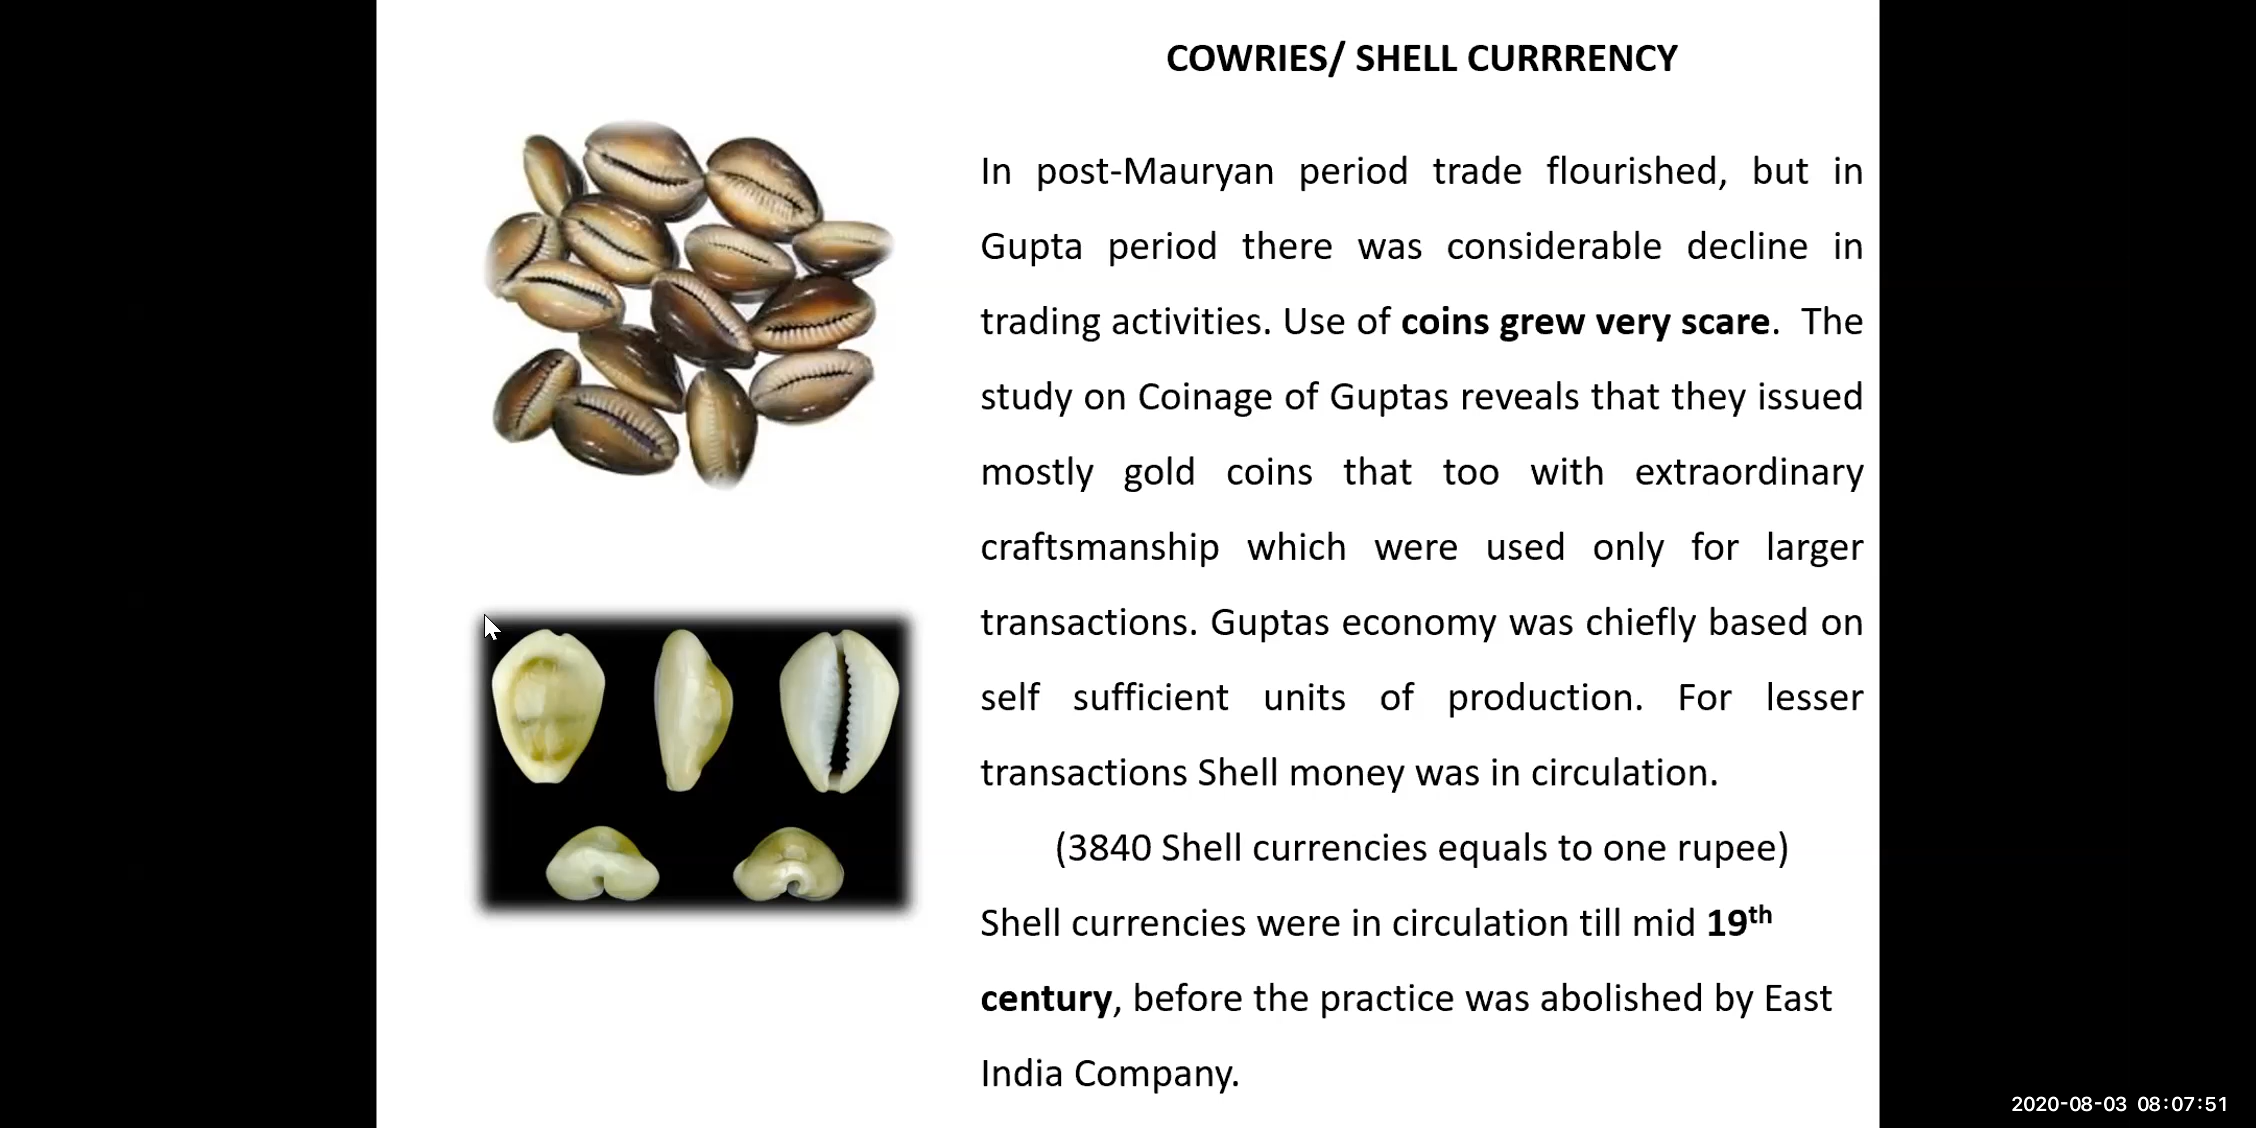 COWRIES/ SHELL CURRRENCY
In post-Mauryan period trade flourished, but in
Gupta period there was considerable decline in
trading activities. Use of coins grew very scare. The
study on Coinage of Guptas reveals that they issued
mostly gold coins that too with extraordinary
craftsmanship which were used only for larger
transactions. Guptas economy was chiefly based on
self sufficient units of production. For lesser
transactions Shell money was in circulation.
(3840 Shell currencies equals to one rupee)
Shell currencies were in circulation till mid 19th
century, before the practice was abolished by East
India Company.
2020-08-03 08:07:51